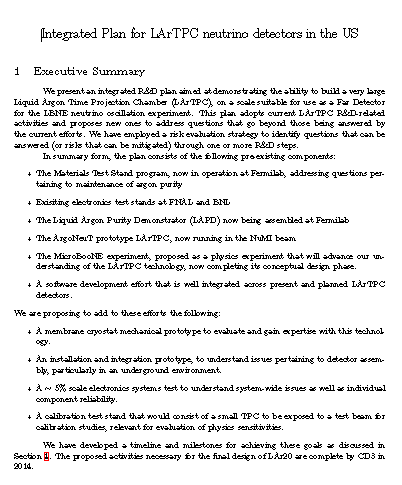 Integrated Plan for LArTPC neutrino detectors in the US
1 Executive Summary
We present an integrated R&D plan aimed at demonstrating the ability to build a very large
Liquid Argon Time Projection Chamber (LArTPC), on a scale suitable for use as a Far Detector
for the LBNE neutrino oscillation experiment. This plan adopts current LArTPC R&D-related
activities and proposes new ones to address questions that go beyond those being answered by
the current efforts. We have employed a risk evaluation strategy to identify questions that can be
answered (or risks that can be mitigated) through one or more R&D steps.
In summary form, the plan consists of the following pre-existing components:
• The Materials Test Stand program, now in operation at Fermilab, addressing questions per-
taining to maintenance of argon purity
• Exisiting electronics test stands at FNAL and BNL
• The Liquid Argon Purity Demonstrator (LAPD) now being assembled at Fermilab
• The ArgoNeuT prototype LArTPC, now running in the NuMI beam
• The MicroBooNE experiment, proposed as a physics experiment that will advance our un-
derstanding of the LArTPC technology, now completing its conceptual design phase.
• A software development effort that is well integrated across present and planned LArTPC
detectors.
We are proposing to add to these efforts the following:
• A membrane cryostat mechanical prototype to evaluate and gain expertise with this technol-
ogy.
• An installation and integration prototype, to understand issues pertaining to detector assem-
bly, particularly in an underground environment.
• A ∼ 5% scale electronics systems test to understand system-wide issues as well as individual
component reliability.
• A calibration test stand that would consist of a small TPC to be exposed to a test beam for
calibration studies, relevant for evaluation of physics sensitivities.
We have developed a timeline and milestones for achieving these goals as discussed in
Section 4. The proposed activities necessary for the final design of LAr20 are complete by CD3 in
2014.